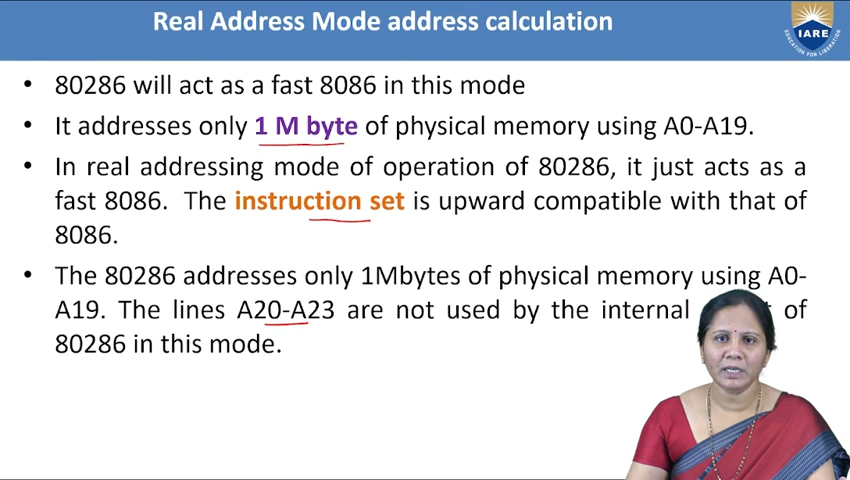 Real Address Mode address calculation
IARE
EDUCATION FOR LIBERATION
• 80286 will act as a fast 8086 in this mode
• It addresses only 1 M byte of physical memory using A0-A19.
• In real addressing mode of operation of 80286, it just acts as a
fast 8086. The instruction set is upward compatible with that of
8086.
• The 80286 addresses only 1Mbytes of physical memory using A0-
A19. The lines A20-A23 are not used by the internal of
80286 in this mode.